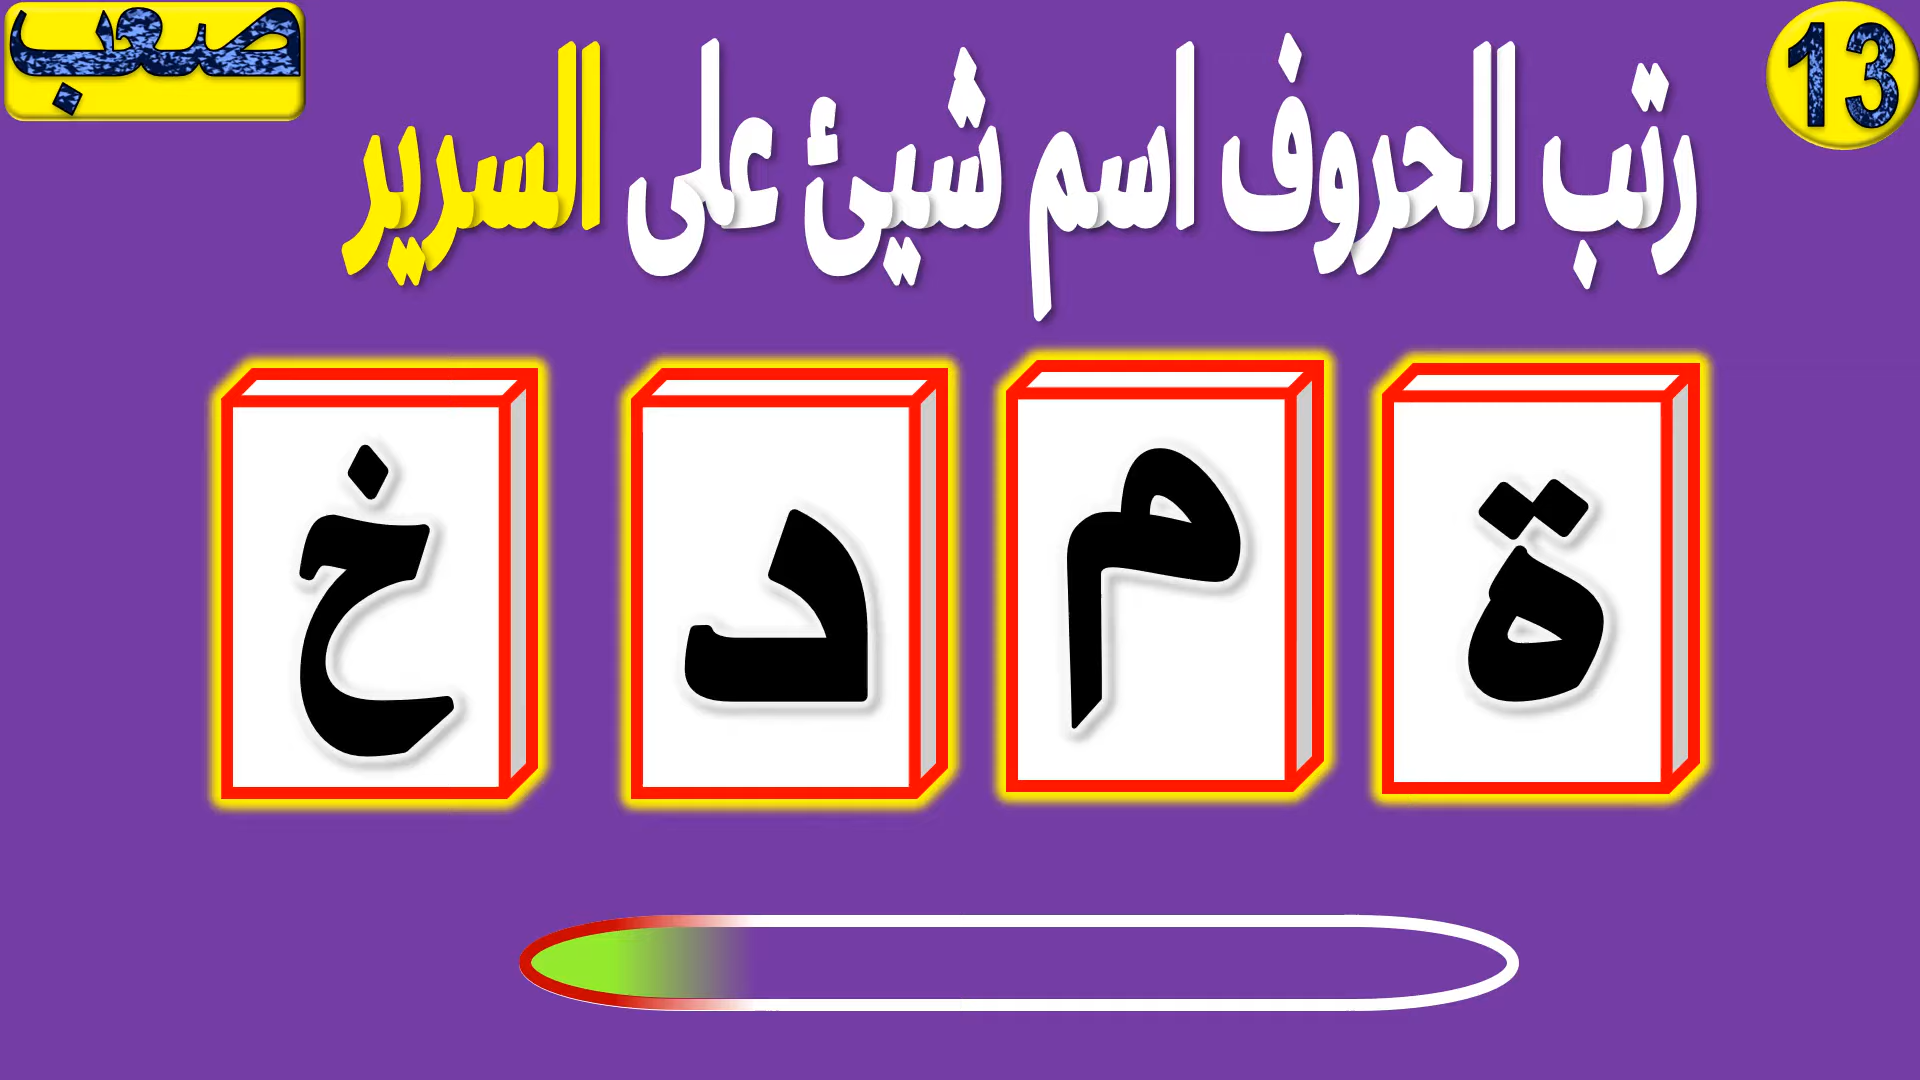 13
صعب
رتب الحروف اسم شيئ على السرير
ة م د خ